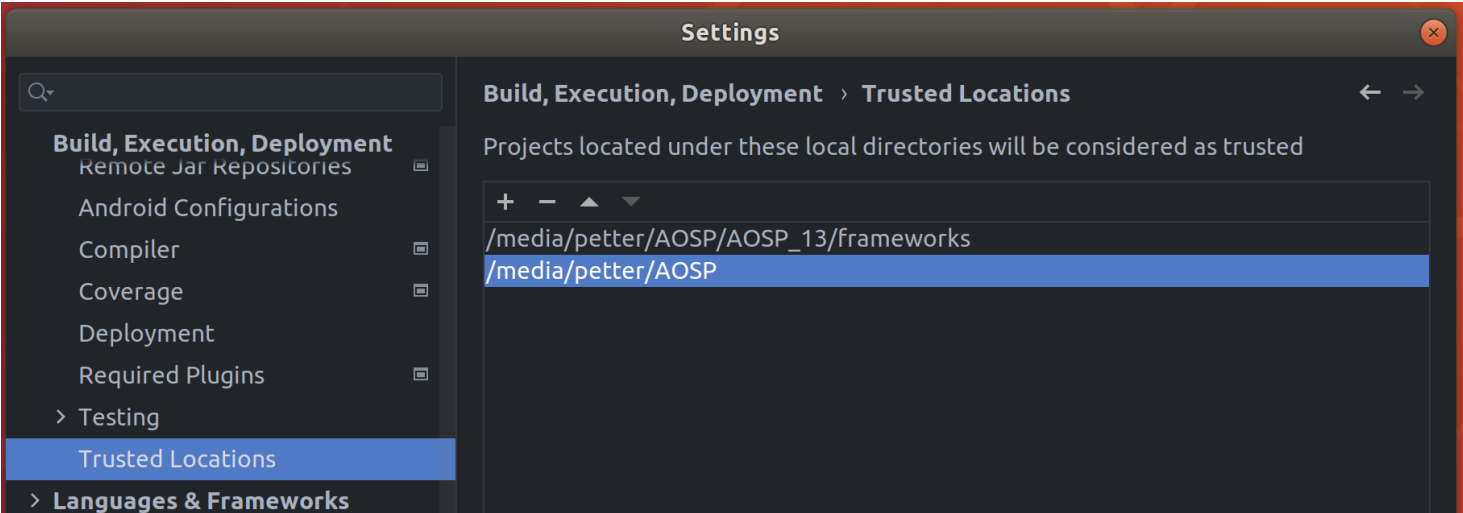 Settings
Build, Execution, Deployment
Remote Jar Repositories
Android Configurations
Compiler
Coverage
Deployment
Required Plugins
Testing
Trusted Locations
Languages & Frameworks
Build, Execution, Deployment › Trusted Locations
Projects located under these local directories will be considered as trusted
/media/petter/AOSP/AOSP_13/frameworks
/media/petter/AOSP